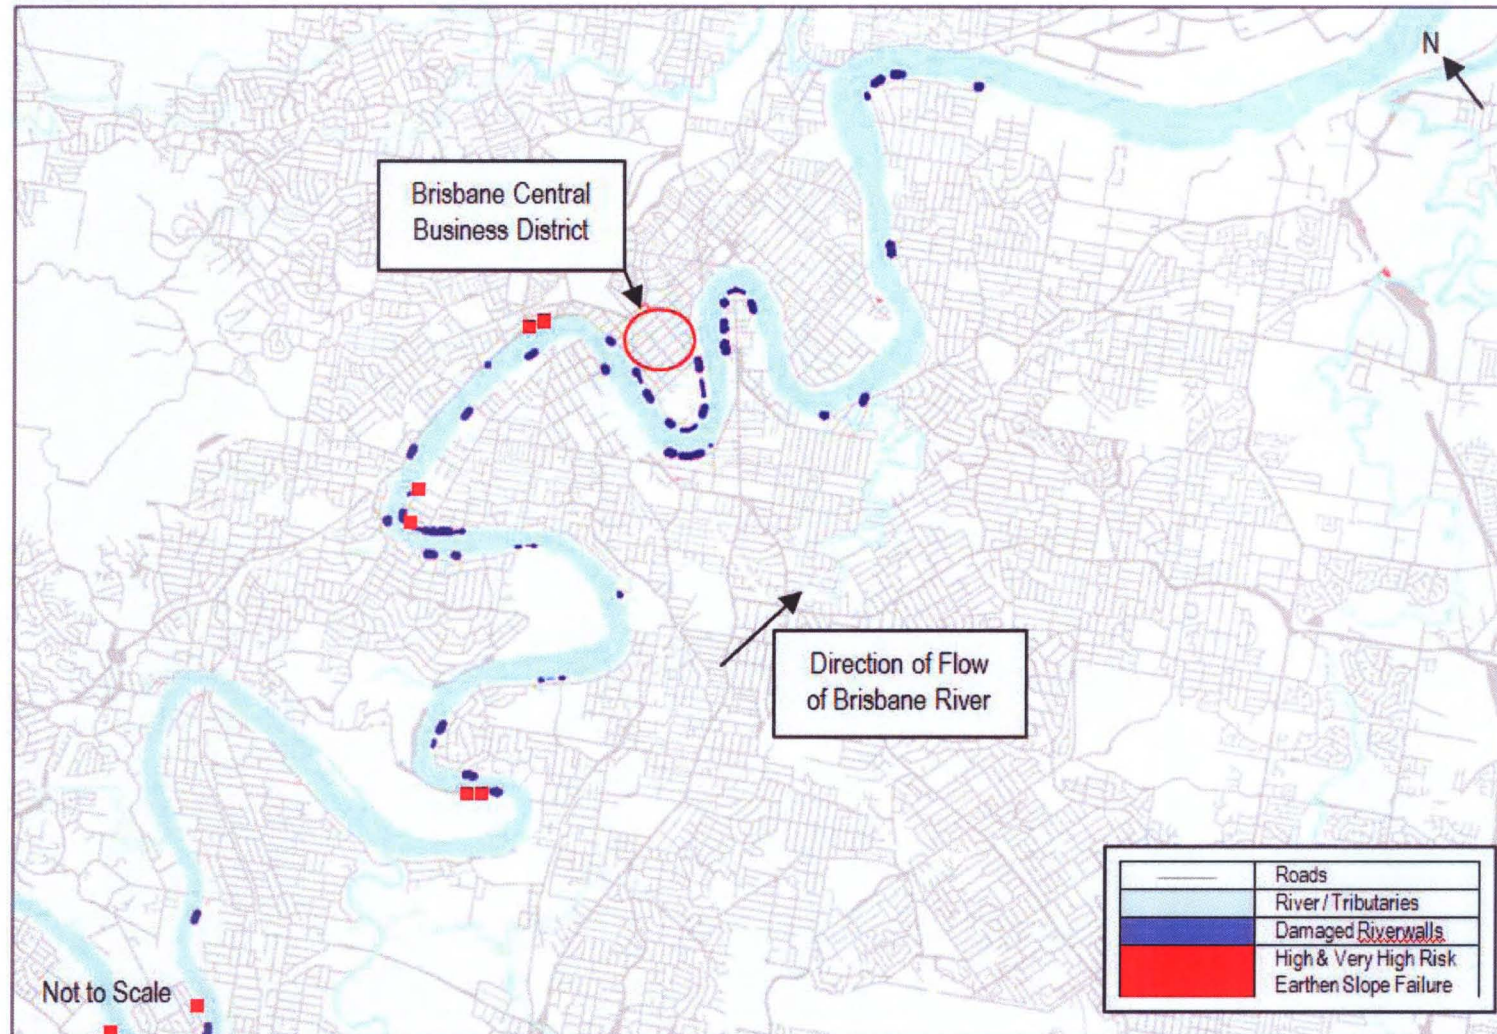 N
Brisbane Central
Business District
Direction of Flow
of Brisbane River
Roads
River / Tributaries
Damaged Riverwalls
High & Very High Risk
Earthen Slope Failure
Not to Scale